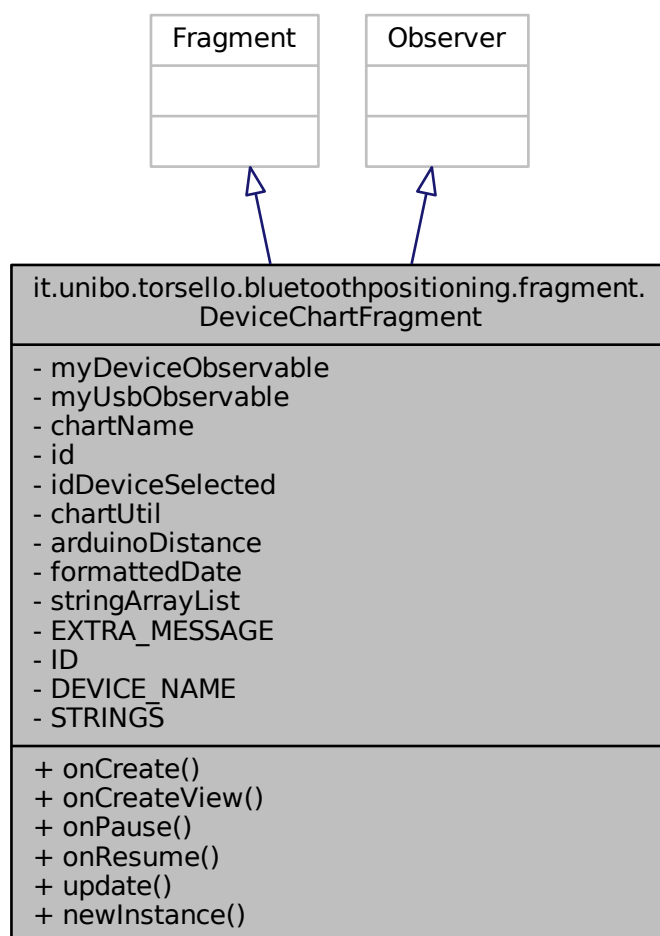 Fragment
Observer
it.unibo.torsello.bluetoothpositioning.fragment.
DeviceChartFragment
- myDeviceObservable
- myUsbObservable
- chartName
- id
- idDeviceSelected
- chartUtil
- arduinoDistance
- formattedDate
- stringArrayList
- EXTRA_MESSAGE
- ID
- DEVICE_NAME
- STRINGS
+ onCreate()
+ onCreateView()
+ onPause()
+ onResume()
+ update()
+ newInstance()